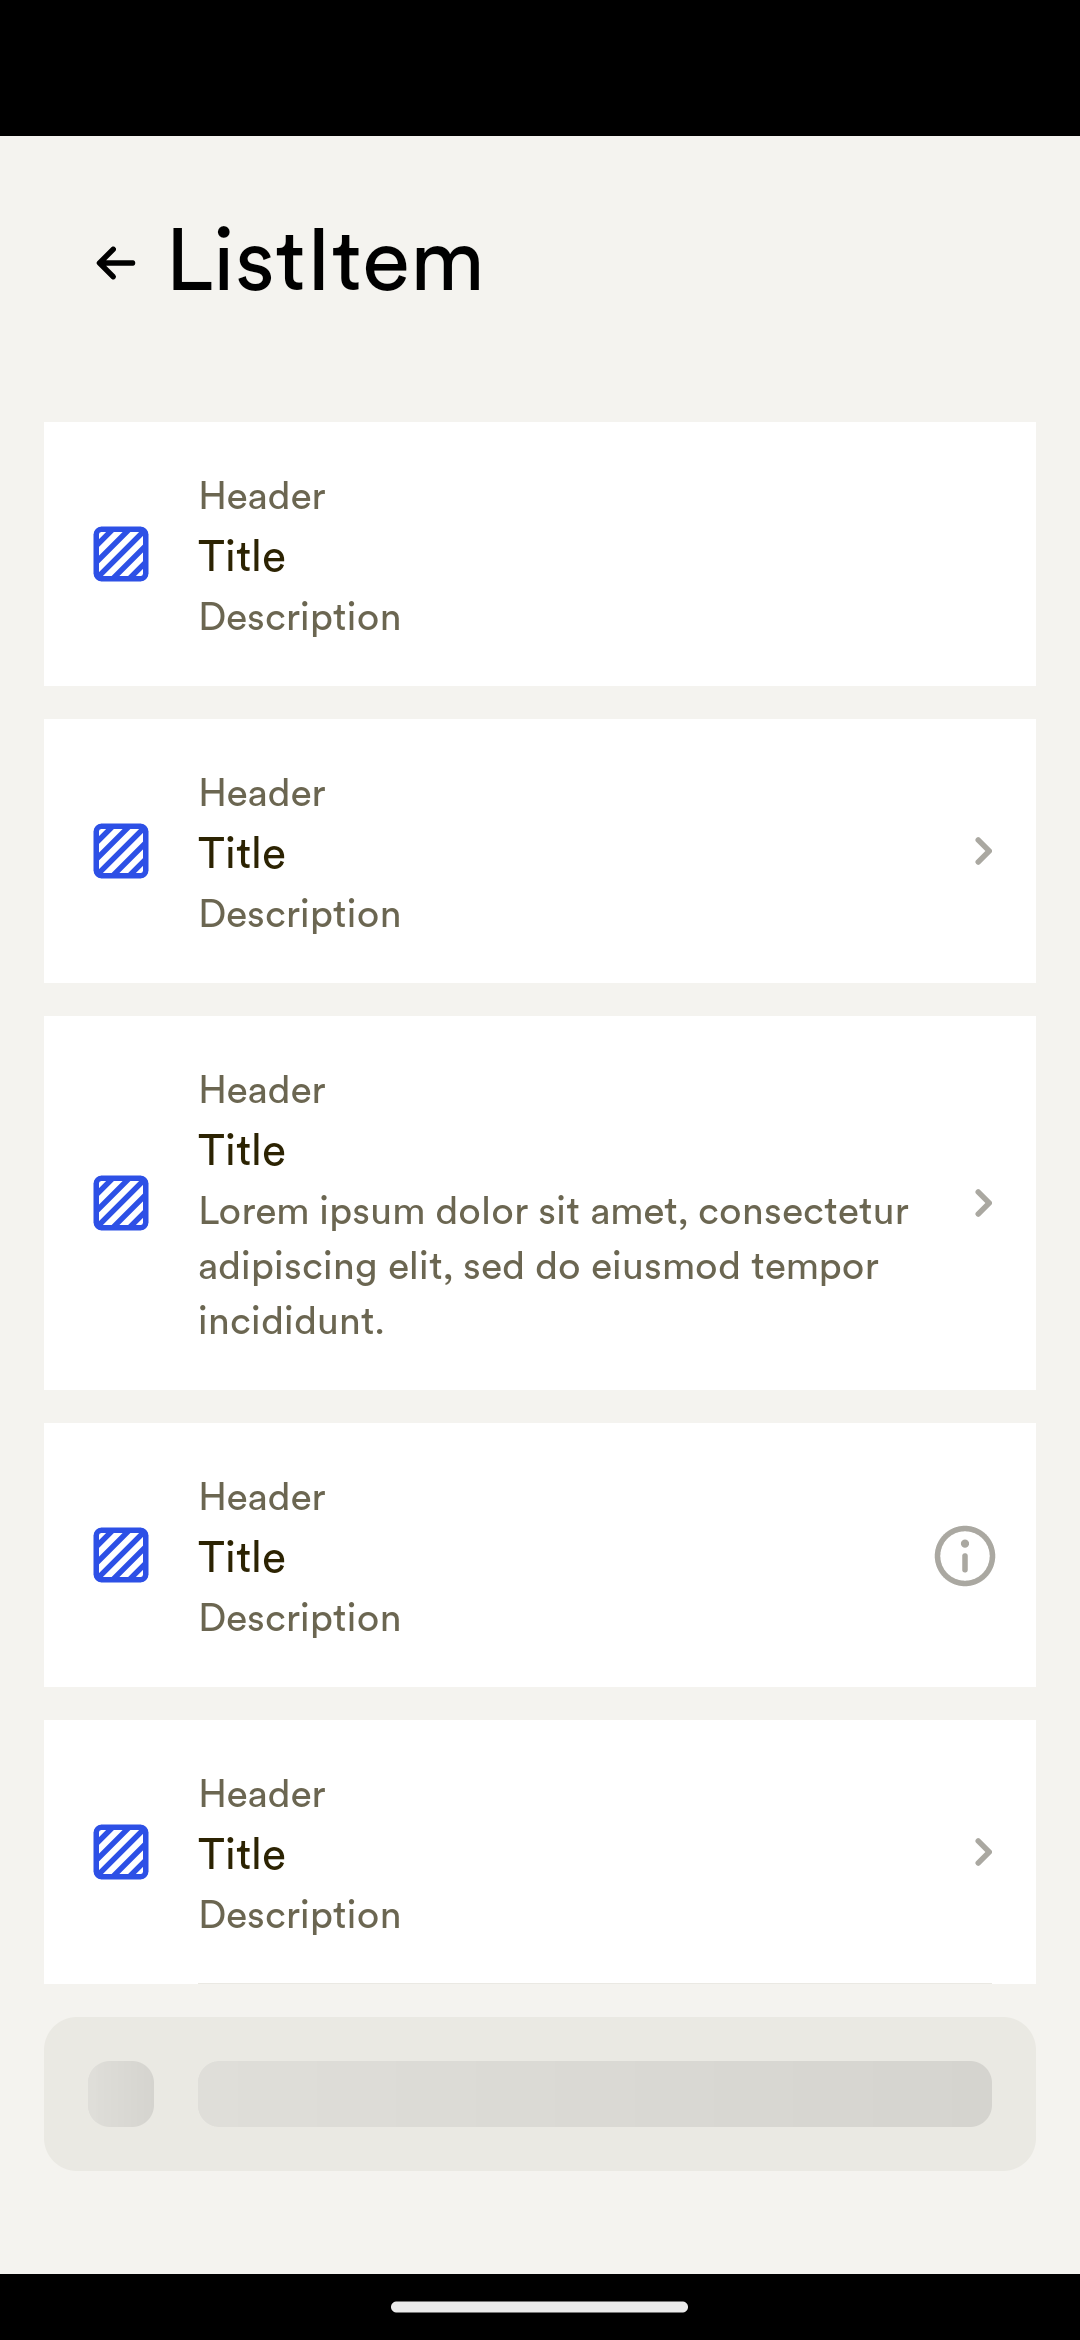 ListItem
Header
Title
Description
Header
Title
Description
Header
Title
Lorem ipsum dolor sit amet, consectetur
adipiscing elit, sed do eiusmod tempor
incididunt.
Header
Title
Description
Header
Title
Description